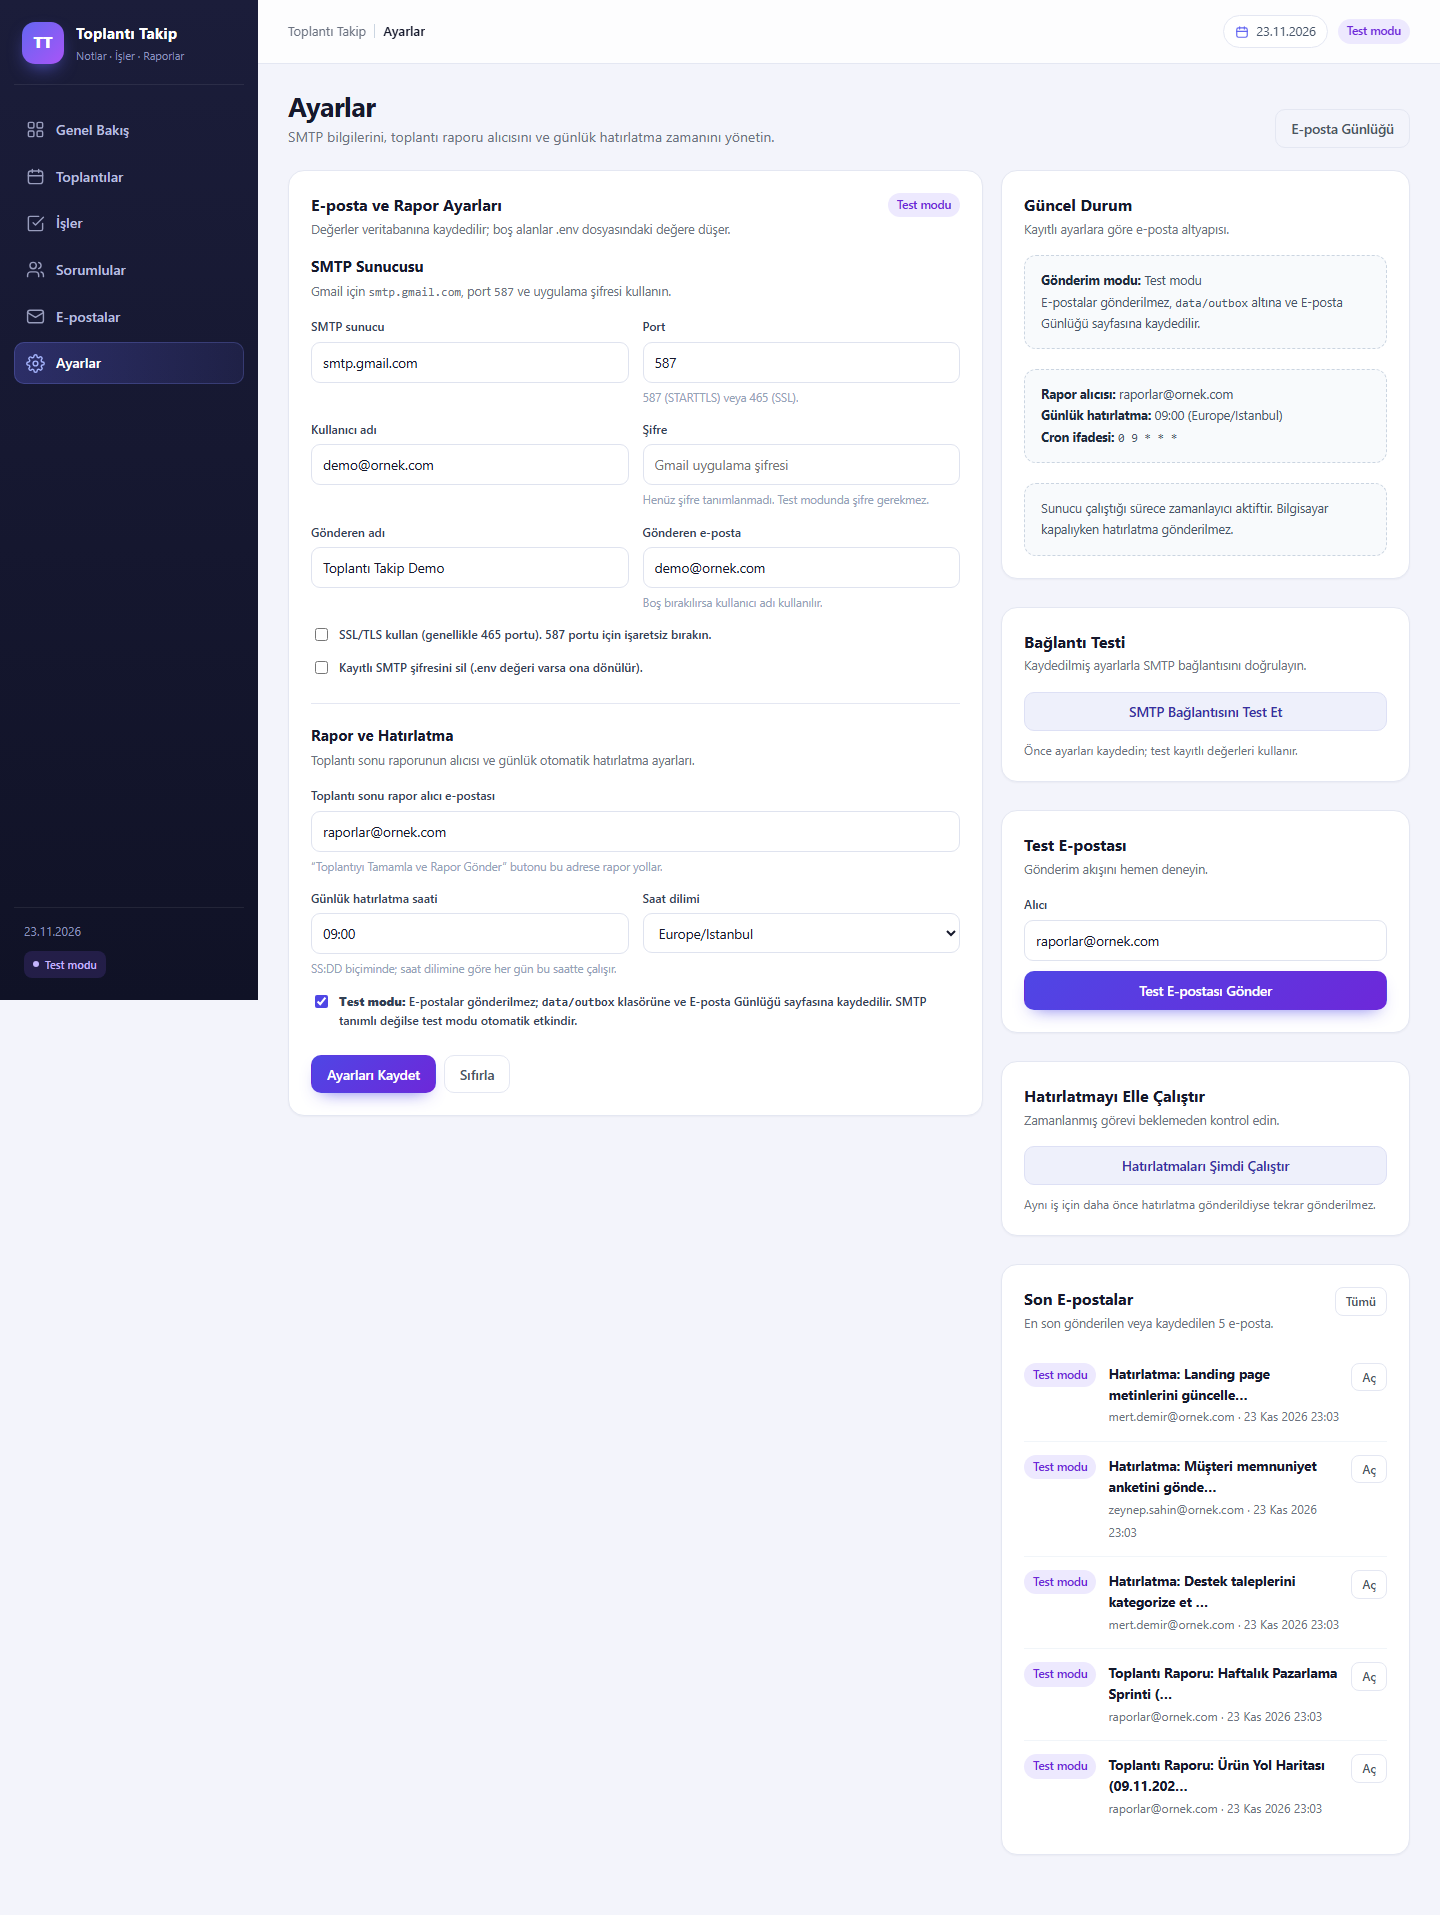 TT
Toplantı Takip
Notlar · İşler · Raporlar
Genel Bakış
Toplantılar
İşler
Sorumlular
E-postalar
Ayarlar
23.11.2026
Test modu
Toplantı Takip
Ayarlar
23.11.2026
Test modu
Ayarlar
SMTP bilgilerini, toplantı raporu alıcısını ve günlük hatırlatma zamanını yönetin.
E-posta Günlüğü
E-posta ve Rapor Ayarları
Test modu
Değerler veritabanına kaydedilir; boş alanlar .env dosyasındaki değere düşer.
SMTP Sunucusu
Gmail için smtp.gmail.com, port 587 ve uygulama şifresi kullanın.
SMTP sunucu
Port
smtp.gmail.com
587
587 (STARTTLS) veya 465 (SSL).
Kullanıcı adı
Şifre
demo@ornek.com
Gmail uygulama şifresi
Henüz şifre tanımlanmadı. Test modunda şifre gerekmez.
Gönderen adı
Gönderen e-posta
Toplantı Takip Demo
demo@ornek.com
Boş bırakılırsa kullanıcı adı kullanılır.
SSL/TLS kullan (genellikle 465 portu). 587 portu için işaretsiz bırakın.
Kayıtlı SMTP şifresini sil (.env değeri varsa ona dönülür).
Rapor ve Hatırlatma
Toplantı sonu raporunun alıcısı ve günlük otomatik hatırlatma ayarları.
Toplantı sonu rapor alıcı e-postası
raporlar@ornek.com
“Toplantıyı Tamamla ve Rapor Gönder” butonu bu adrese rapor yollar.
Günlük hatırlatma saati
Saat dilimi
09:00
Europe/Istanbul
SS:DD biçiminde; saat dilimine göre her gün bu saatte çalışır.
Test modu: E-postalar gönderilmez; data/outbox klasörüne ve E-posta Günlüğü sayfasına kaydedilir. SMTP
tanımlı değilse test modu otomatik etkindir.
Ayarları Kaydet
Sıfırla
Güncel Durum
Kayıtlı ayarlara göre e-posta altyapısı.
Gönderim modu: Test modu
E-postalar gönderilmez, data/outbox altına ve E-posta
Günlüğü sayfasına kaydedilir.
Rapor alıcısı: raporlar@ornek.com
Günlük hatırlatma: 09:00 (Europe/Istanbul)
Cron ifadesi: 0 9 * * *
Sunucu çalıştığı sürece zamanlayıcı aktiftir. Bilgisayar
kapalıyken hatırlatma gönderilmez.
Bağlantı Testi
Kaydedilmiş ayarlarla SMTP bağlantısını doğrulayın.
SMTP Bağlantısını Test Et
Önce ayarları kaydedin; test kayıtlı değerleri kullanır.
Test E-postası
Gönderim akışını hemen deneyin.
Alıcı
raporlar@ornek.com
Test E-postası Gönder
Hatırlatmayı Elle Çalıştır
Zamanlanmış görevi beklemeden kontrol edin.
Hatırlatmaları Şimdi Çalıştır
Aynı iş için daha önce hatırlatma gönderildiyse tekrar gönderilmez.
Son E-postalar
Tümü
En son gönderilen veya kaydedilen 5 e-posta.
Test modu
Hatırlatma: Landing page
metinlerini güncelle...
mert.demir@ornek.com · 23 Kas 2026 23:03
Aç
Test modu
Hatırlatma: Müşteri memnuniyet
anketini gönde...
zeynep.sahin@ornek.com · 23 Kas 2026
23:03
Aç
Test modu
Hatırlatma: Destek taleplerini
kategorize et ...
mert.demir@ornek.com · 23 Kas 2026 23:03
Aç
Test modu
Toplantı Raporu: Haftalık Pazarlama
Sprinti (...
raporlar@ornek.com · 23 Kas 2026 23:03
Aç
Test modu
Toplantı Raporu: Ürün Yol Haritası
(09.11.202...
raporlar@ornek.com · 23 Kas 2026 23:03
Aç